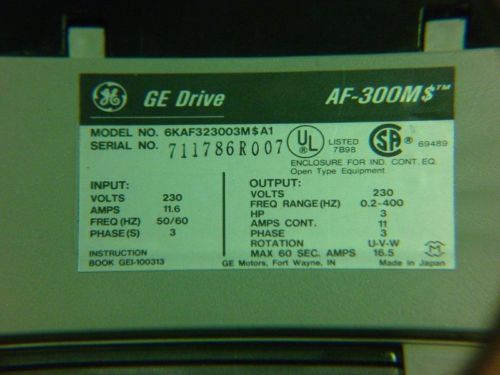 GE Drive AF-300M$™
MODEL NO. 6KAF323003M$A1
SERIAL NO. 711786R007
UL LISTED 7B98
SA 69489
ENCLOSURE FOR IND. CONT. EQ.
Open Type Equipment
INPUT:
VOLTS 230
AMPS 11.6
FREQ (HZ) 50/60
PHASE(S) 3
INSTRUCTION
BOOK GEI-100313
OUTPUT:
VOLTS 230
FREQ RANGE(HZ) 0.2-400
HP 3
AMPS CONT. 11
PHASE 3
ROTATION U-V-W
MAX 60 SEC. AMPS 16.5
GE Motors, Fort Wayne, IN
Made in Japan